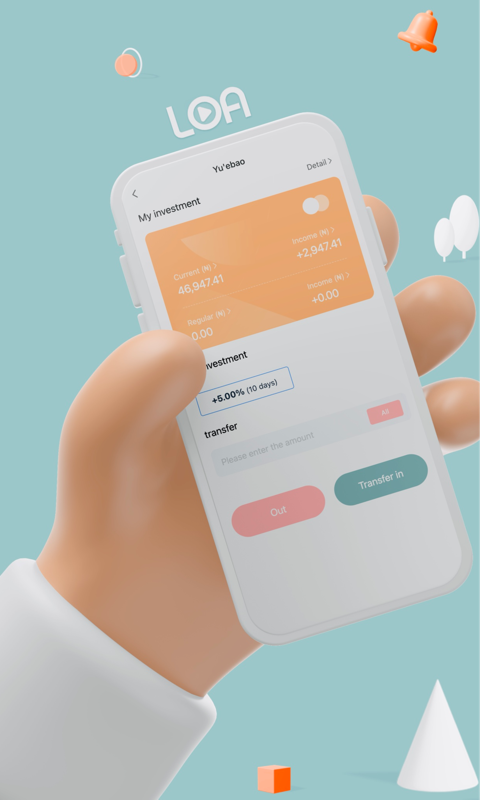 LOA
Yu'ebao
My investment
Detail >
Current (₦) >
Income (₦) >
46,947.41
+2,947.41
Regular (₦) >
Income (₦) >
0.00
+0.00
nvestment
+5.00% (10 days)
transfer
Please enter the amount
All
Out
Transfer in